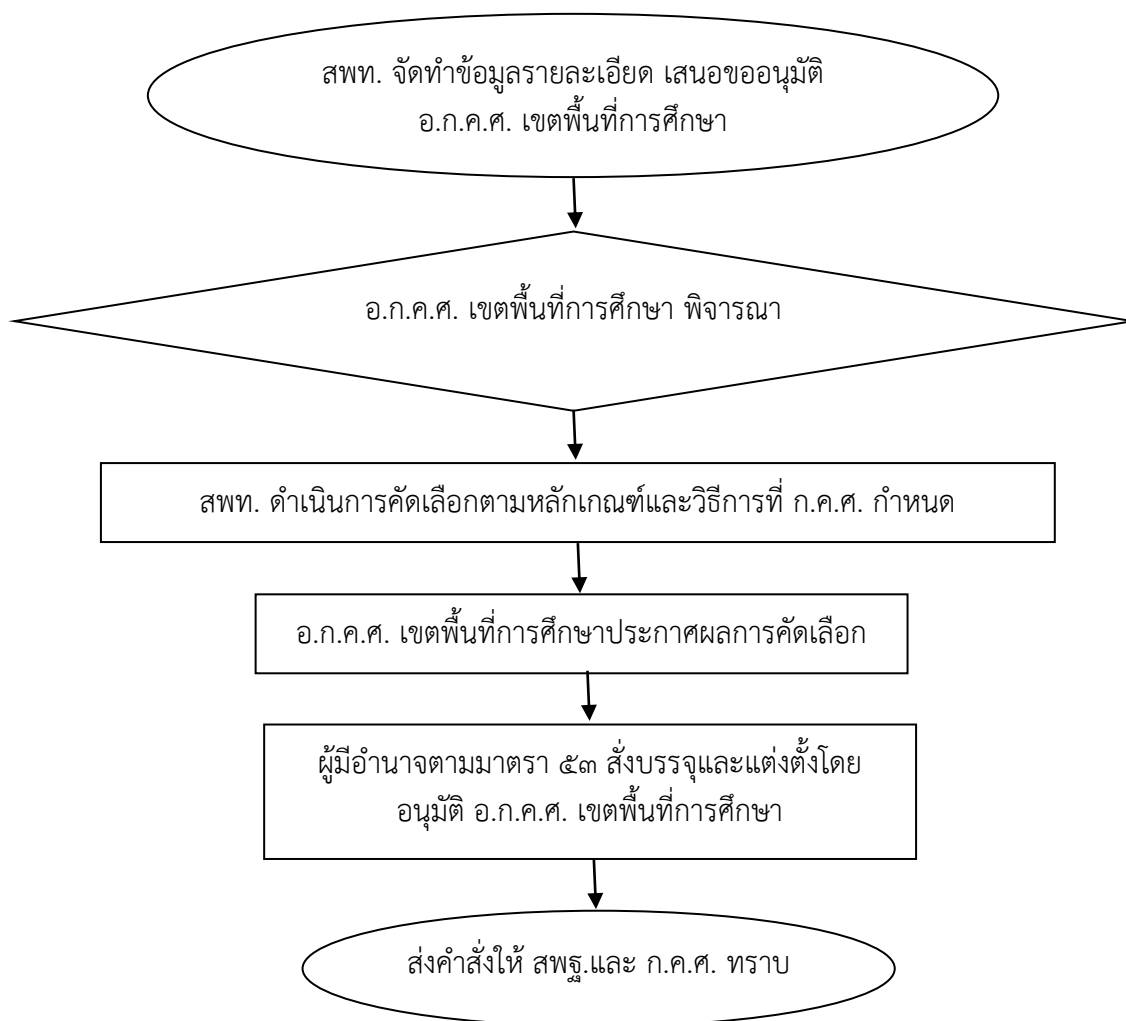 สพท. จัดทำข้อมูลรายละเอียด เสนอขออนุมัติ
อ.ก.ค.ศ. เขตพื้นที่การศึกษา
อ.ก.ค.ศ. เขตพื้นที่การศึกษา พิจารณา
สพท. ดำเนินการคัดเลือกตามหลักเกณฑ์และวิธีการที่ ก.ค.ศ. กำหนด
อ.ก.ค.ศ. เขตพื้นที่การศึกษาประกาศผลการคัดเลือก
ผู้มีอำนาจตามมาตรา ๕๓ สั่งบรรจุและแต่งตั้งโดย
อนุมัติ อ.ก.ค.ศ. เขตพื้นที่การศึกษา
ส่งคำสั่งให้ สพฐ.และ ก.ค.ศ. ทราบ